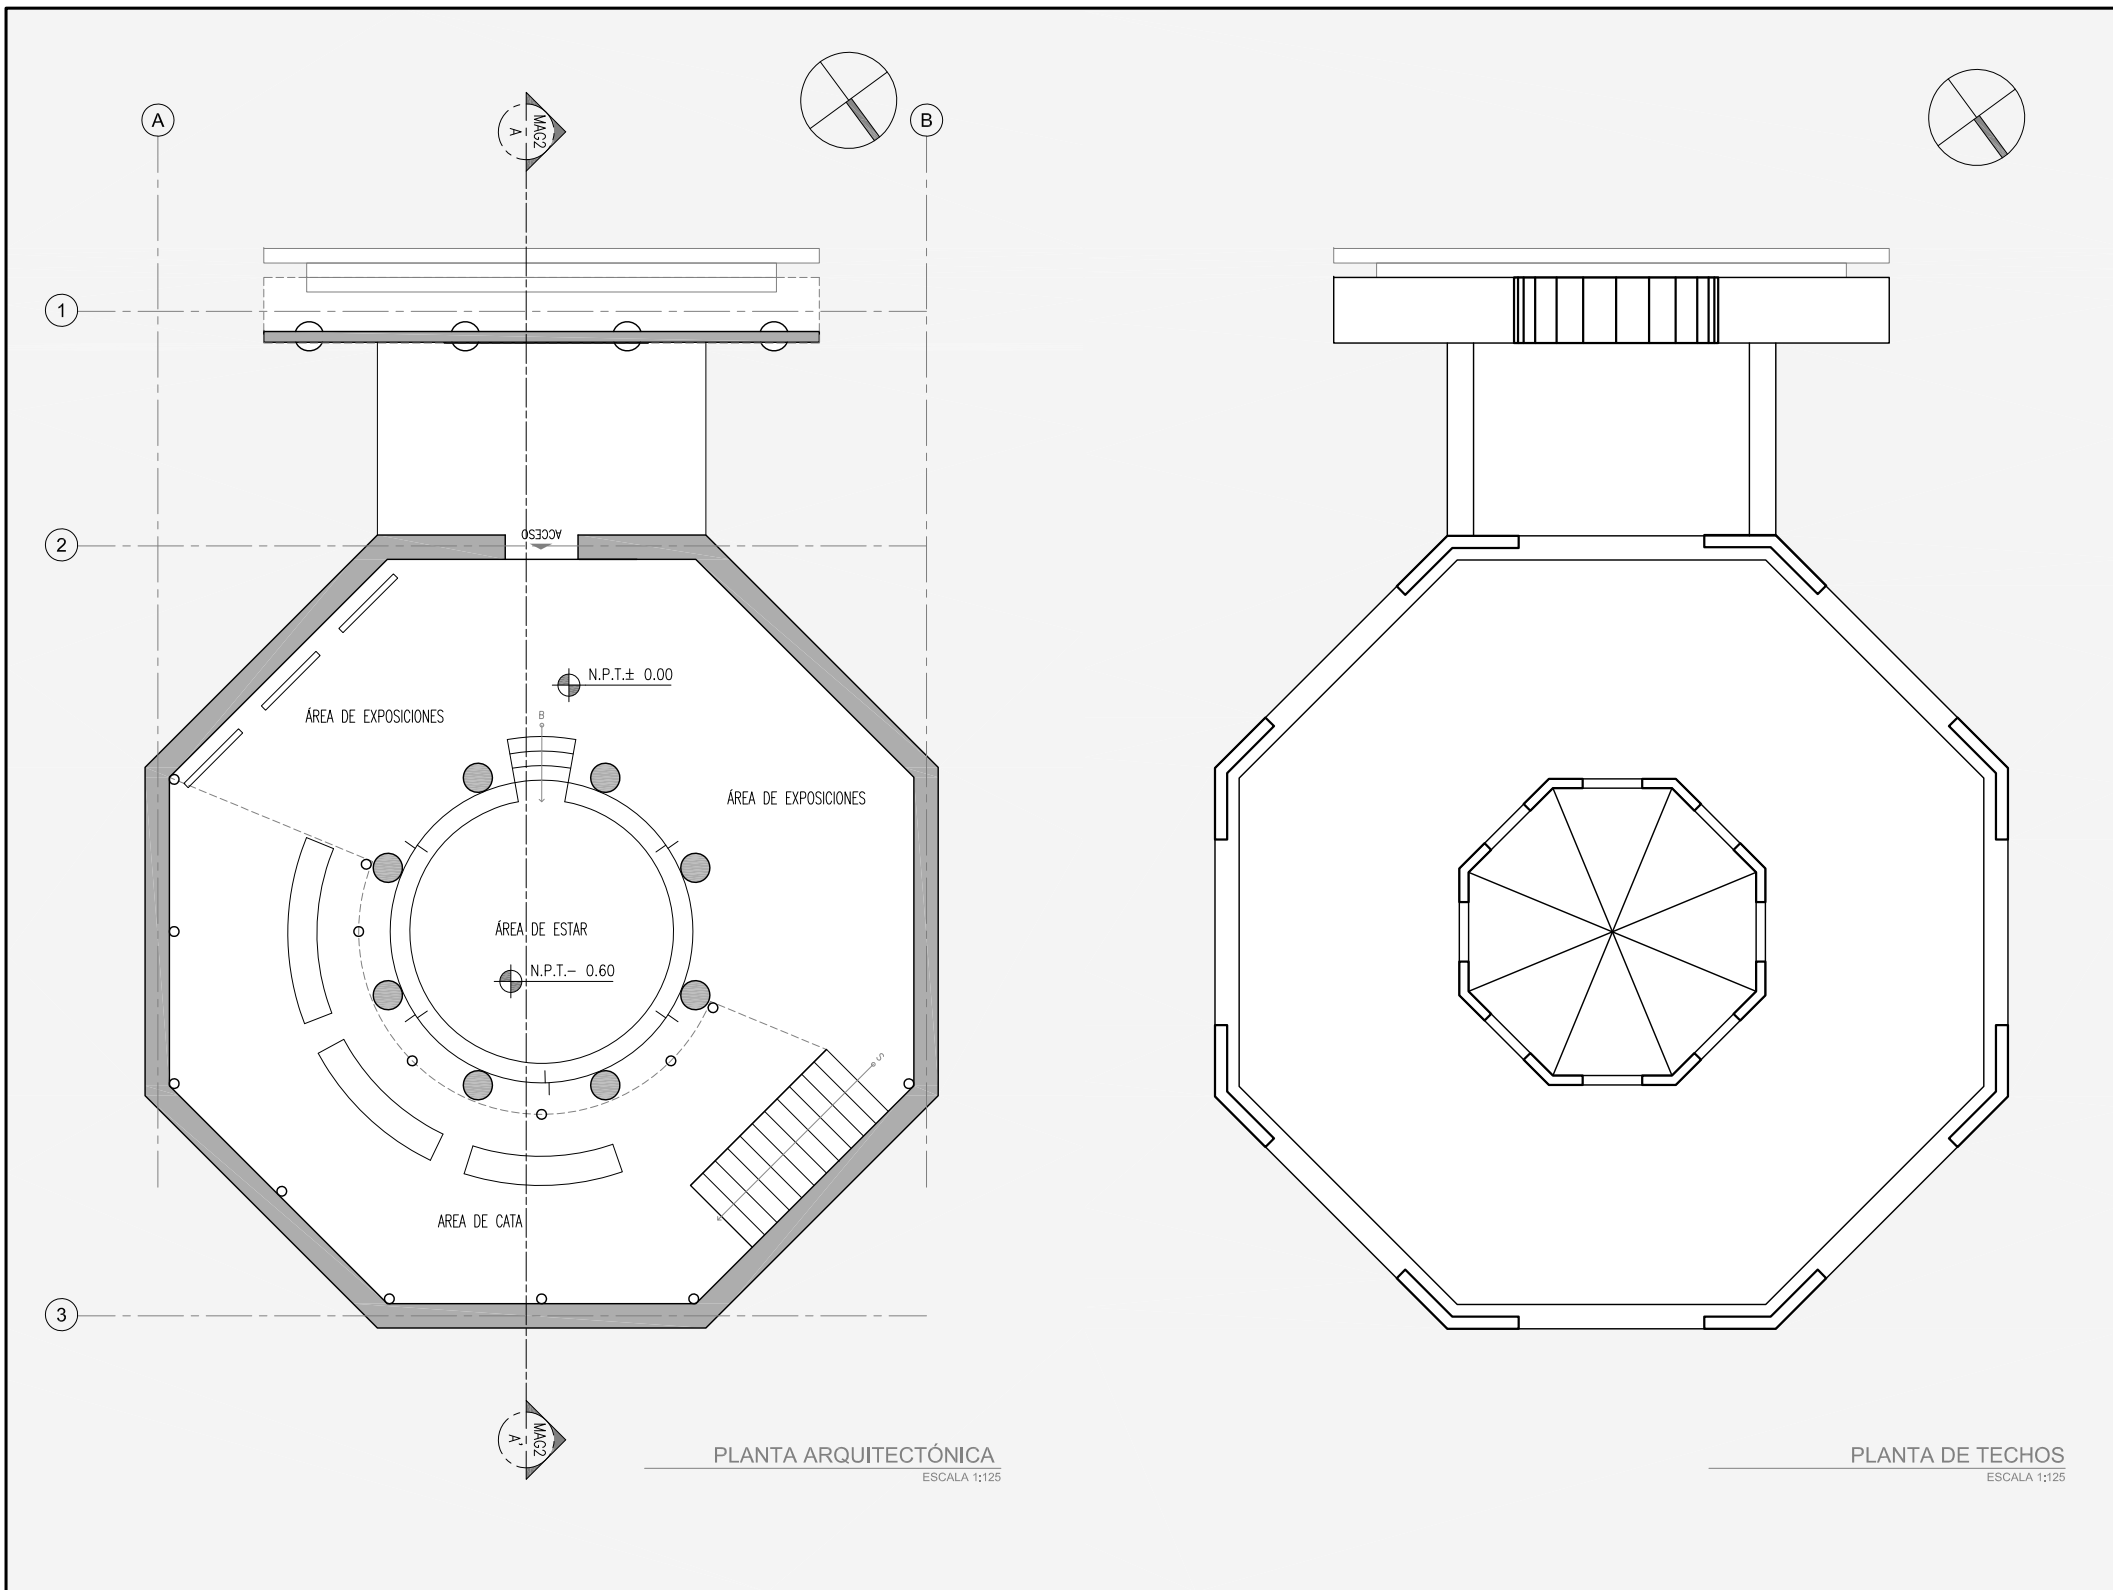 A
MAG2
A
B
1
2
ACCESO
N.P.T.± 0.00
ÁREA DE EXPOSICIONES
B
ÁREA DE EXPOSICIONES
ÁREA DE ESTAR
N.P.T.– 0.60
S
AREA DE CATA
3
MAG2
A'
PLANTA ARQUITECTÓNICA
ESCALA 1:125
PLANTA DE TECHOS
ESCALA 1:125